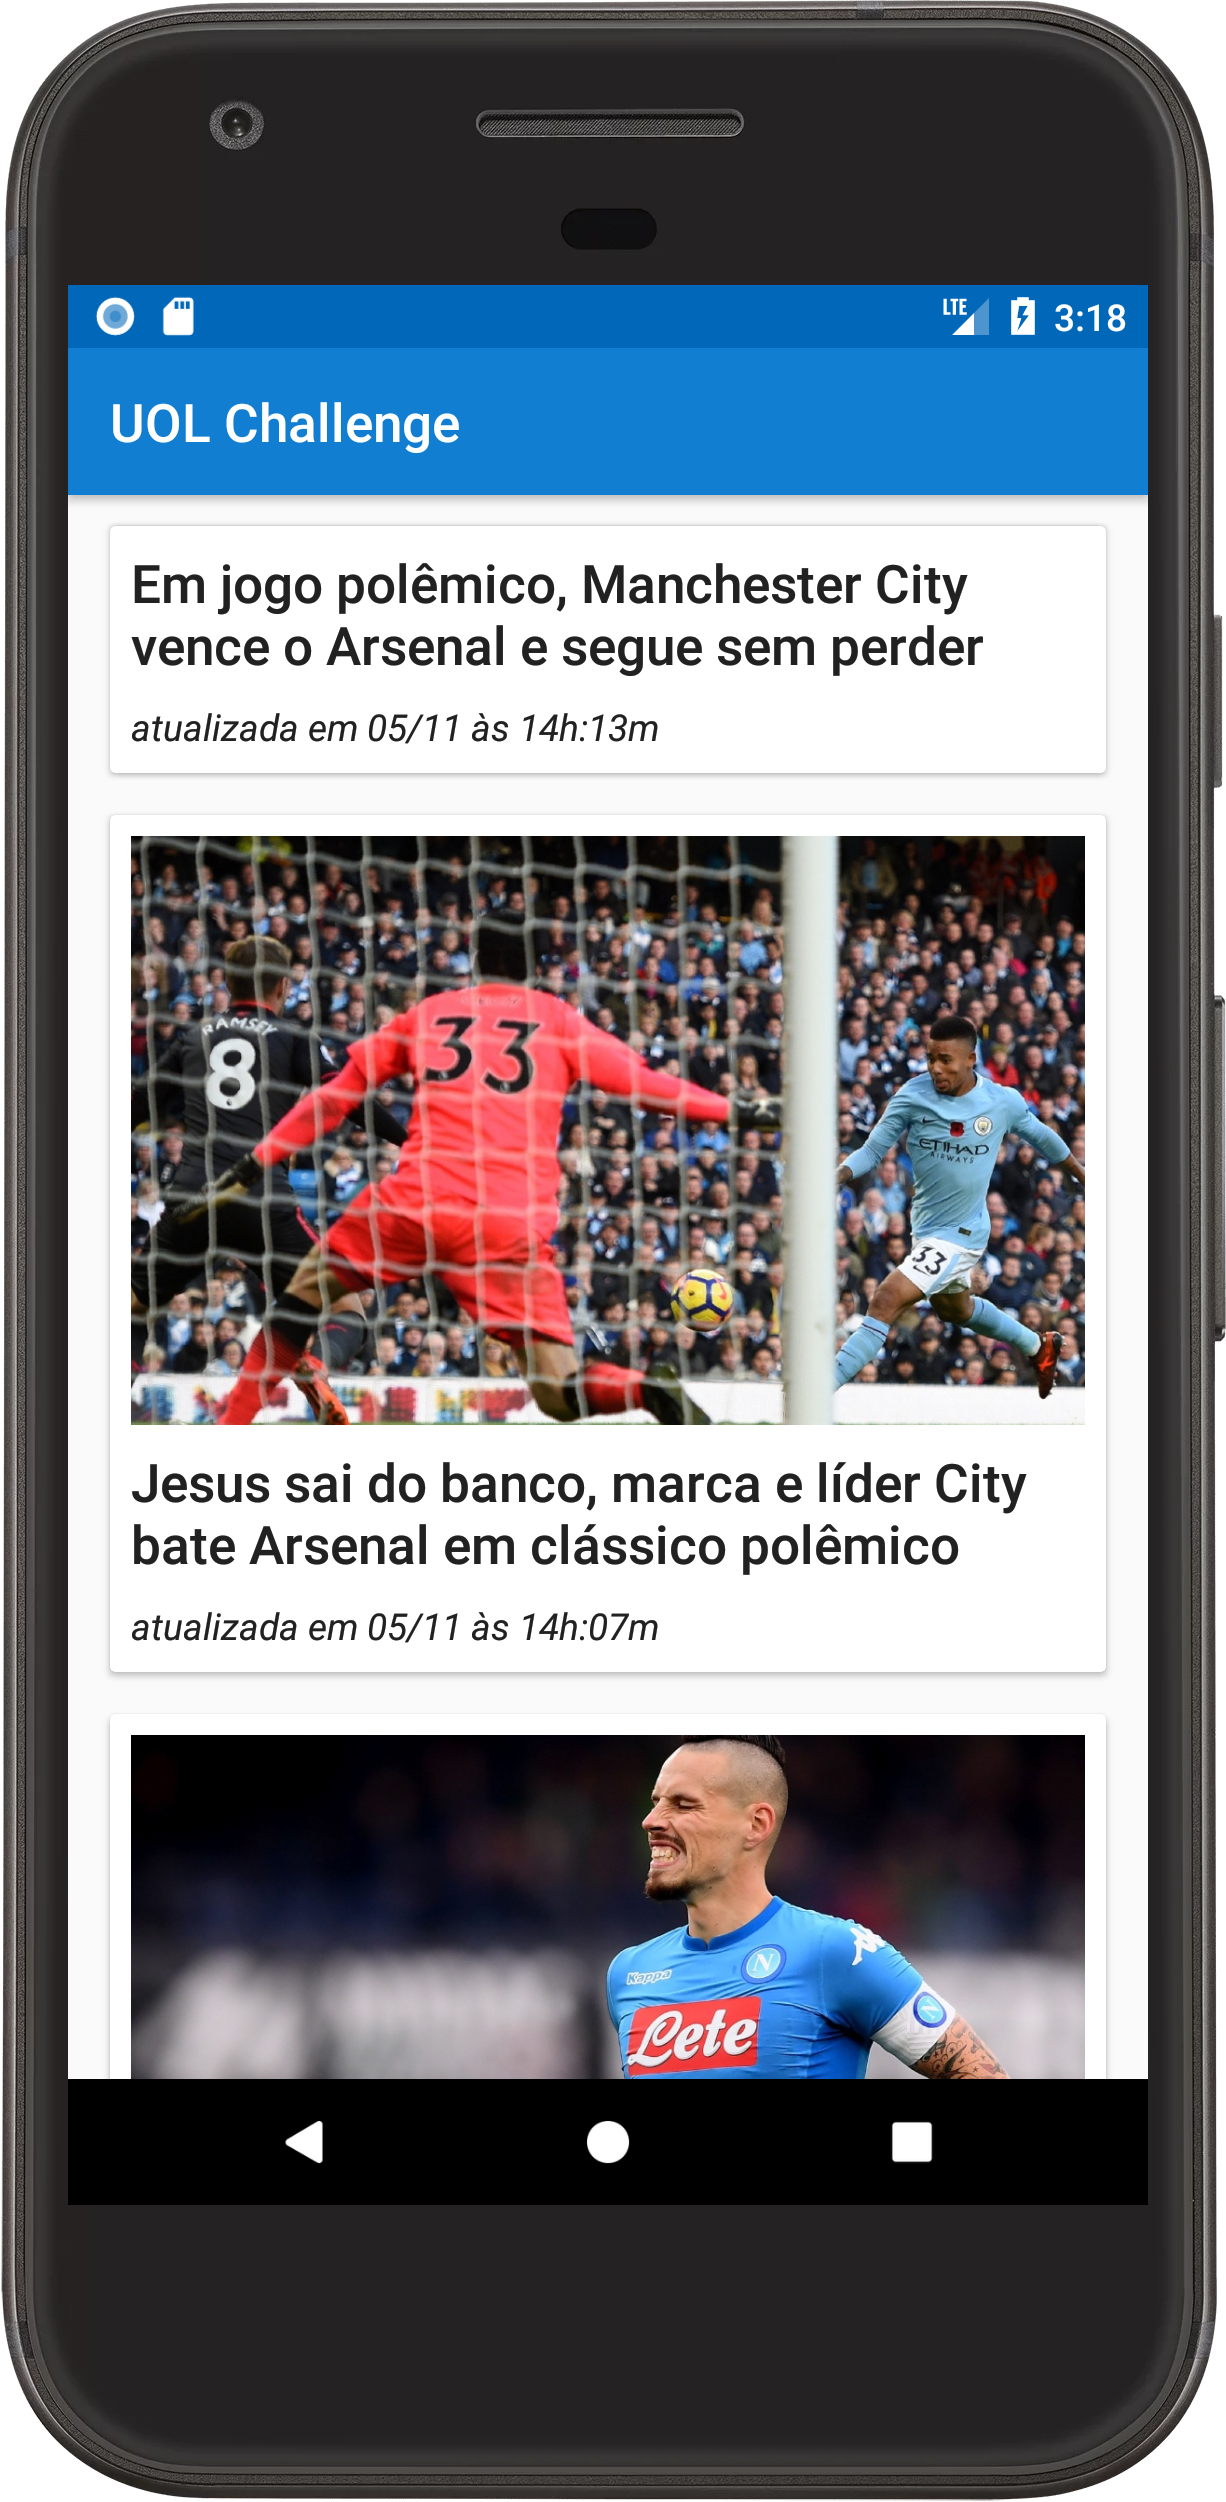 LTE
3:18
UOL Challenge
Em jogo polêmico, Manchester City
vence o Arsenal e segue sem perder
atualizada em 05/11 às 14h:13m
RAMSEY
8
33
ETIHAD
AIRWAYS
33
Jesus sai do banco, marca e líder City
bate Arsenal em clássico polêmico
atualizada em 05/11 às 14h:07m
Kappa
N
N
Lete